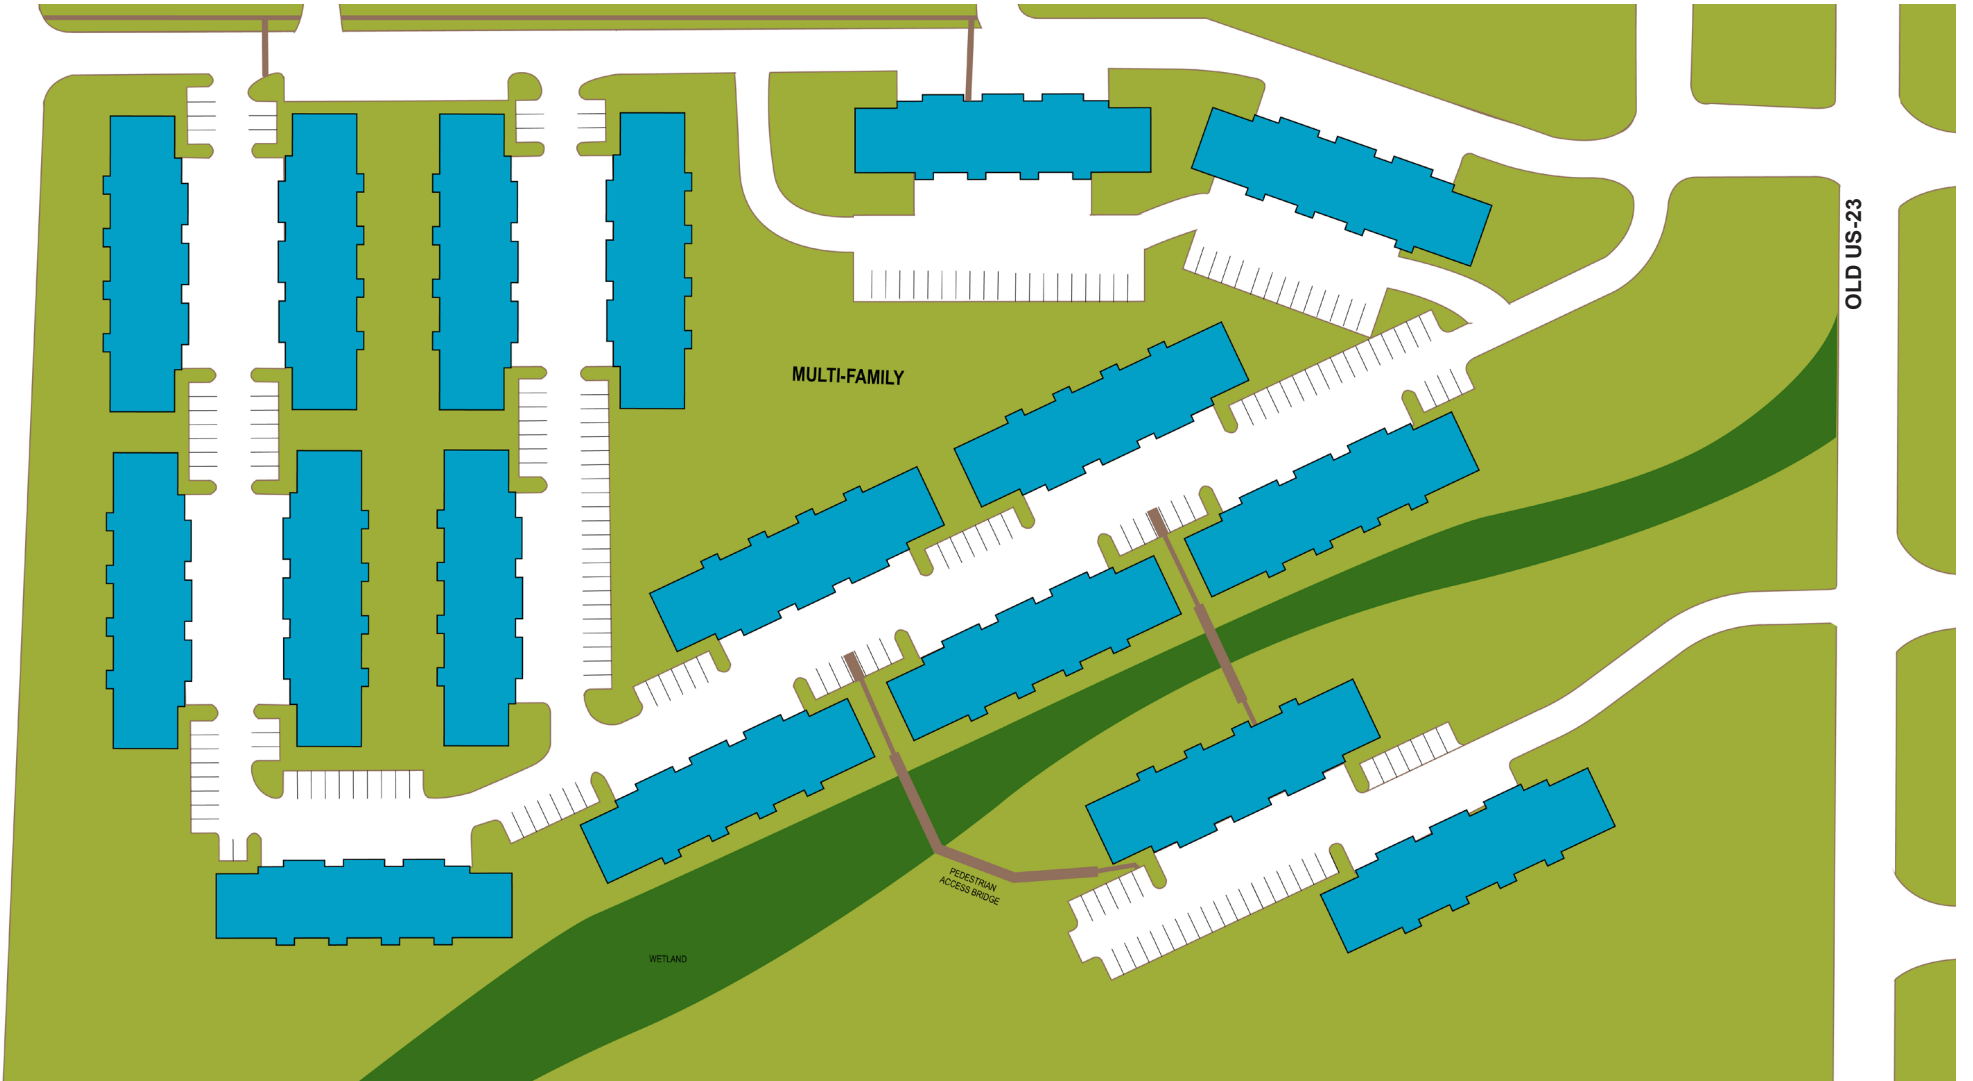 OLD US-23
MULTI-FAMILY
PEDESTRIAN
ACCESS BRIDGE
WETLAND